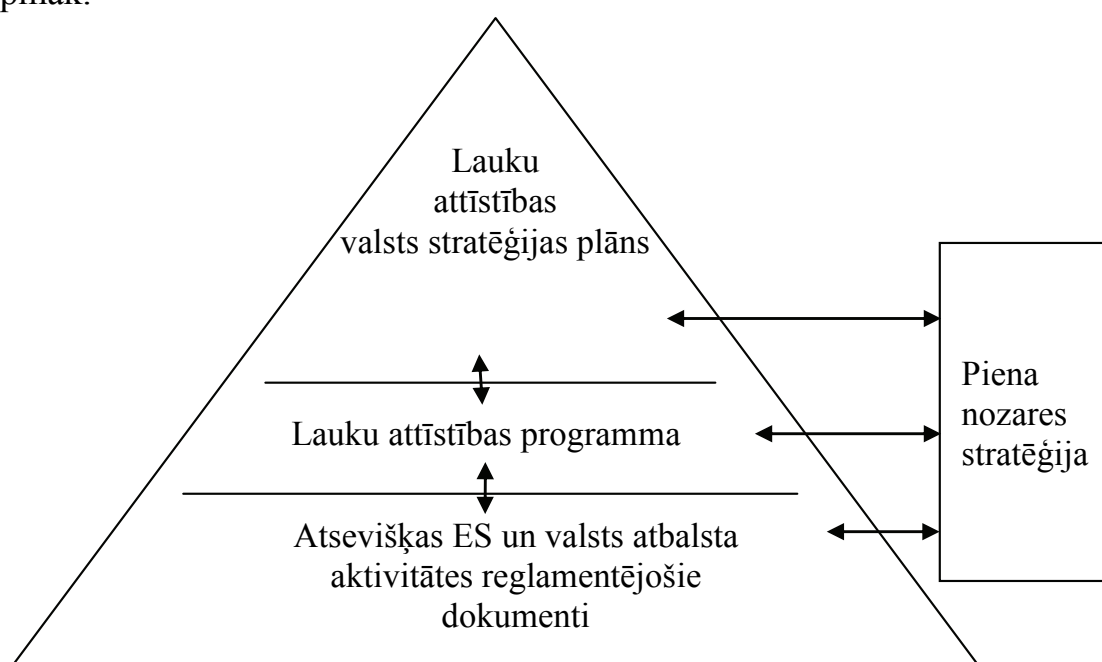 Lauku
attīstības
valsts stratēģijas plāns
Piena
nozares
stratēģija
Lauku attīstības programma
Atsevišķas ES un valsts atbalsta
aktivitātes reglamentējošie
dokumenti